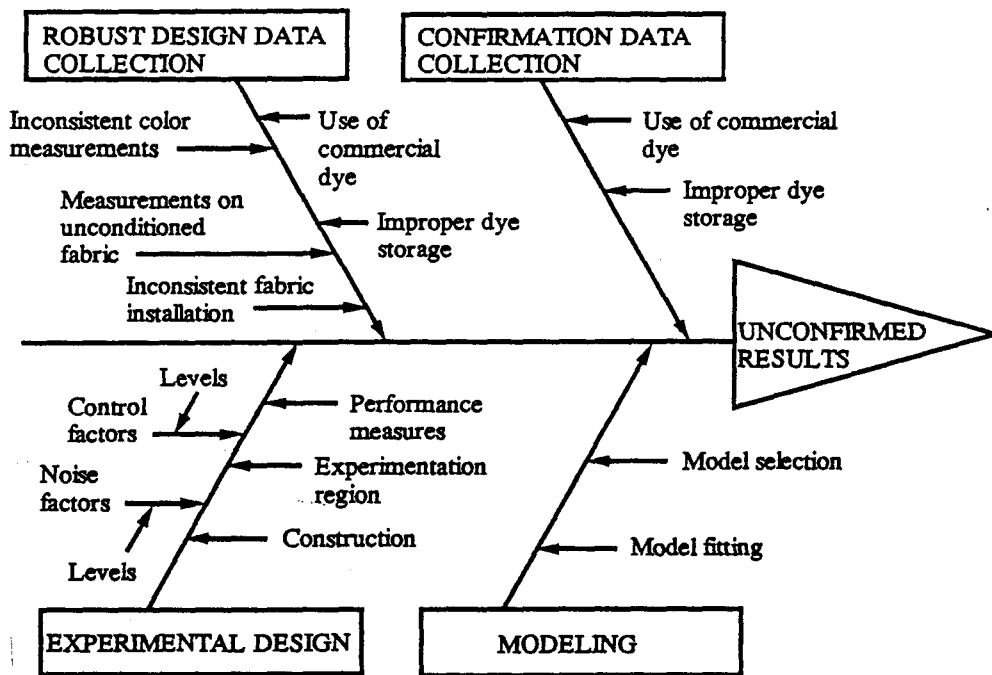 ROBUST DESIGN DATA
COLLECTION
CONFIRMATION DATA
COLLECTION
Inconsistent color
measurements
Use of
commercial
dye
Measurements on
unconditioned
fabric
Improper dye
storage
Inconsistent fabric
installation
Use of commercial
dye
Improper dye
storage
UNCONFIRMED
RESULTS
Levels
Control
factors
Performance
measures
Noise
factors
Experimentation
region
Levels
Construction
Model selection
Model fitting
EXPERIMENTAL DESIGN
MODELING